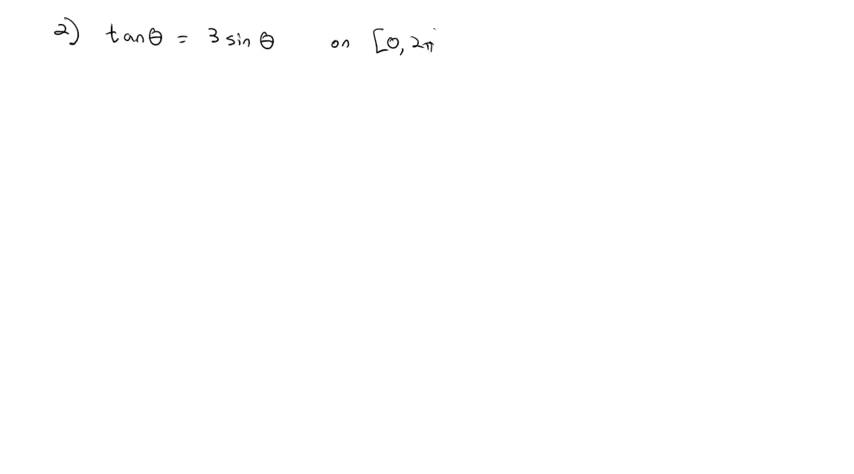 2) tanθ = 3 sin θ on [0, 2π